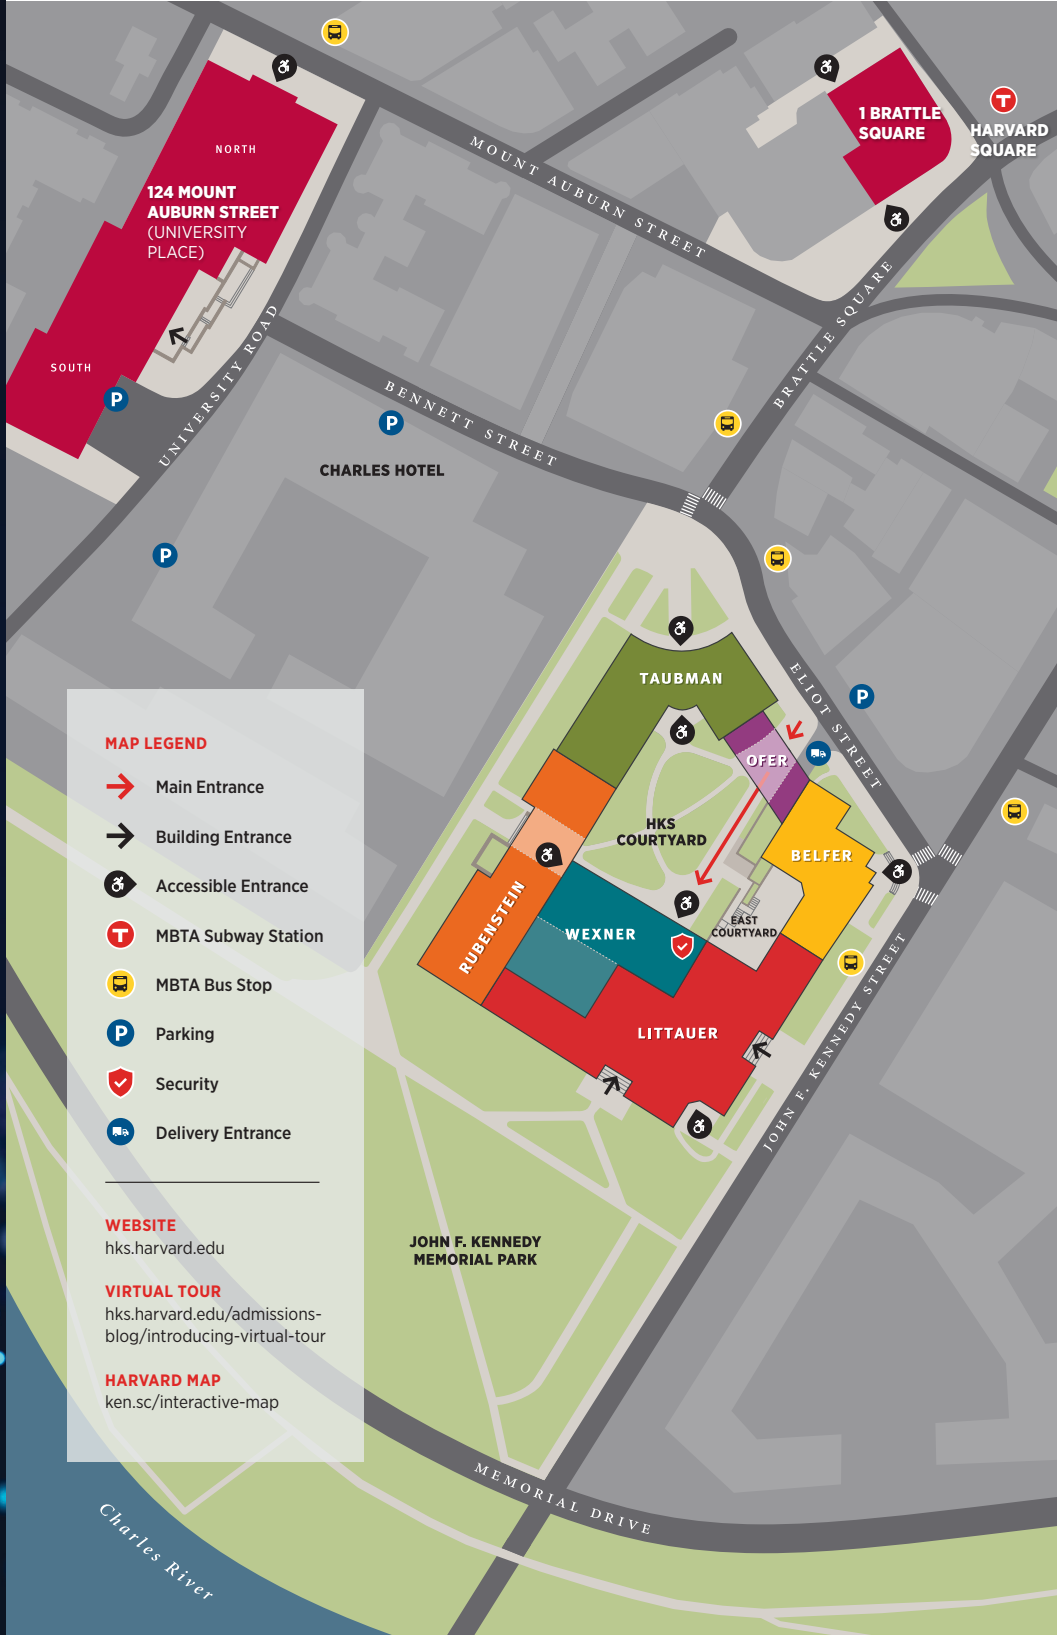 MOUNT AUBURN STREET
1 BRATTLE
SQUARE
T
HARVARD
SQUARE
NORTH
124 MOUNT
AUBURN STREET
(UNIVERSITY
PLACE)
SOUTH
P
UNIVERSITY ROAD
BRATTLE SQUARE
BENNETT STREET
P
CHARLES HOTEL
P
TAUBMAN
ELIOT STREET
P
OFER
HKS
COURTYARD
BELFER
RUBENSTEIN
WEXNER
EAST
COURTYARD
LITTAUER
JOHN F. KENNEDY STREET
JOHN F. KENNEDY
MEMORIAL PARK
MEMORIAL DRIVE
Charles River
MAP LEGEND
Main Entrance
Building Entrance
Accessible Entrance
T MBTA Subway Station
MBTA Bus Stop
P Parking
Security
Delivery Entrance
WEBSITE
hks.harvard.edu
VIRTUAL TOUR
hks.harvard.edu/admissions-
blog/introducing-virtual-tour
HARVARD MAP
ken.sc/interactive-map